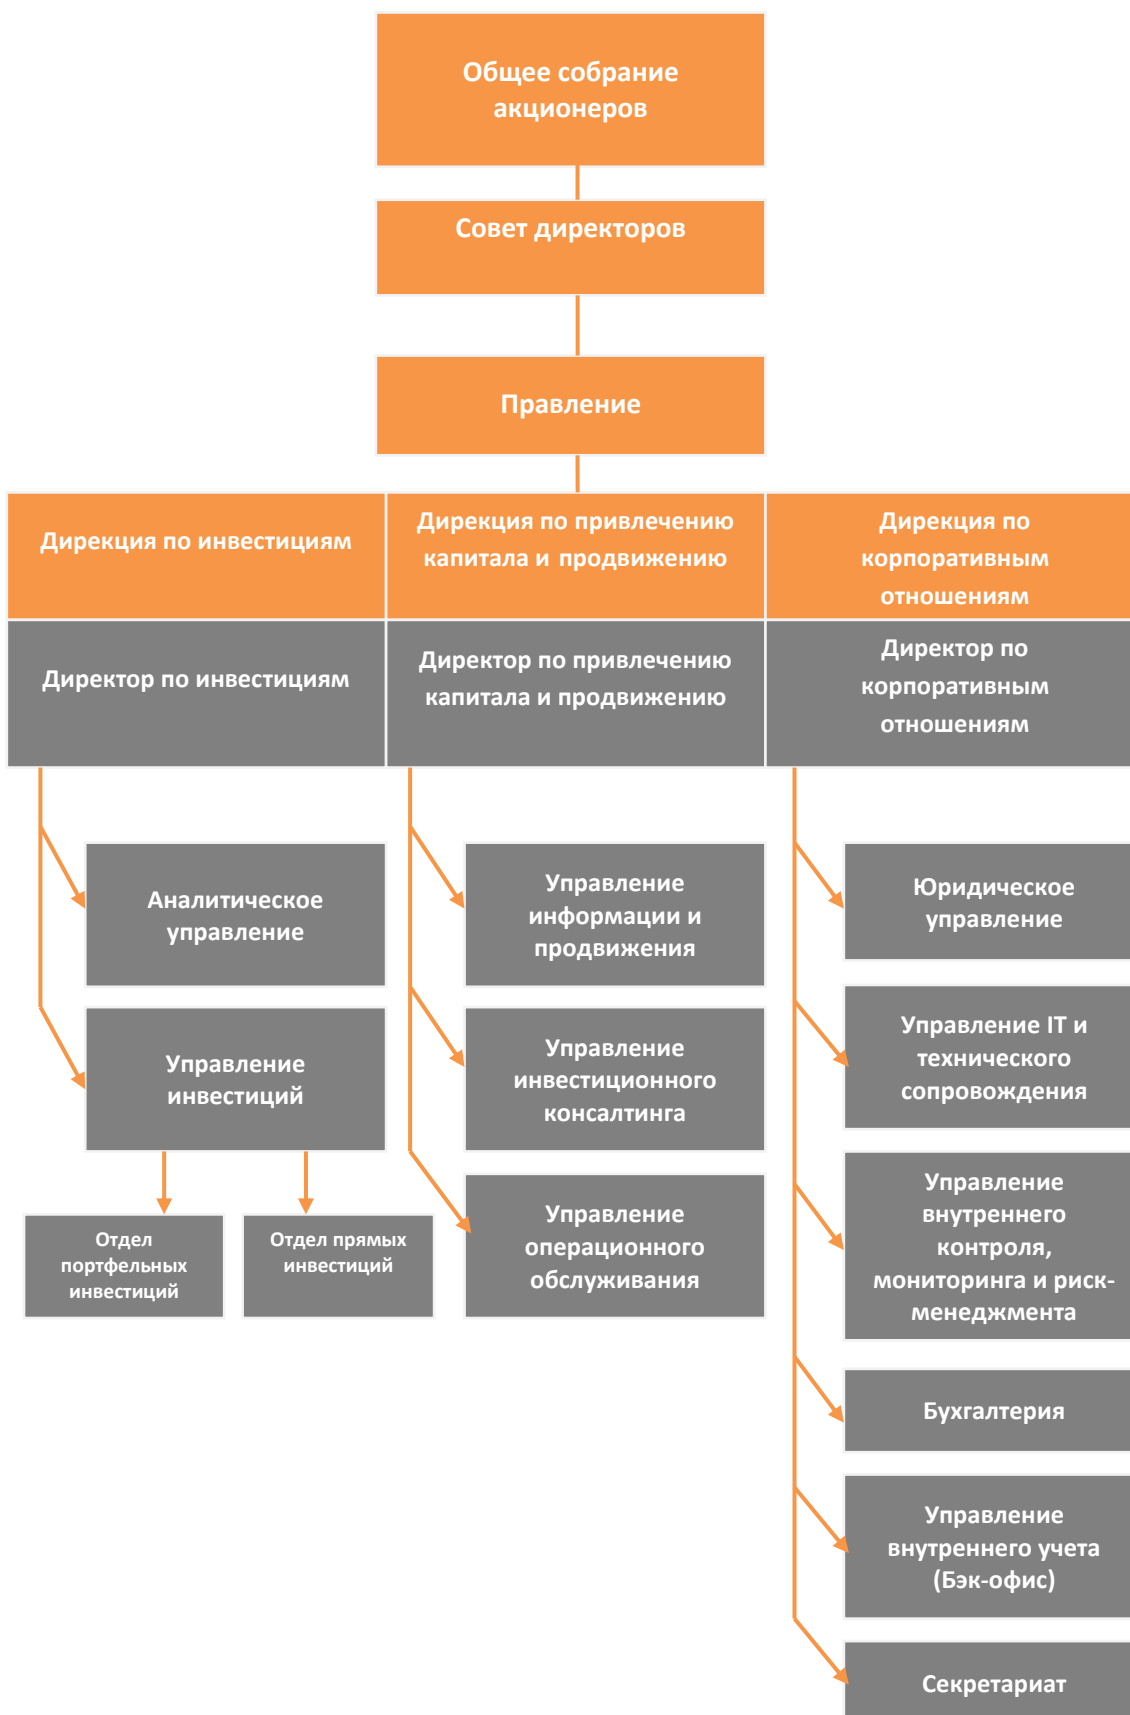 Общее собрание
акционеров
Совет директоров
Правление
Дирекция по инвестициям
Дирекция по привлечению
капитала и продвижению
Дирекция по
корпоративным
отношениям
Директор по инвестициям
Директор по привлечению
капитала и продвижению
Директор по
корпоративным
отношениям
Аналитическое
управление
Управление
инвестиций
Отдел
портфельных
инвестиций
Отдел прямых
инвестиций
Управление
информации и
продвижения
Управление
инвестиционного
консалтинга
Управление
операционного
обслуживания
Юридическое
управление
Управление IT и
технического
сопровождения
Управление
внутреннего
контроля,
мониторинга и риск-
менеджмента
Бухгалтерия
Управление
внутреннего учета
(Бэк-офис)
Секретариат